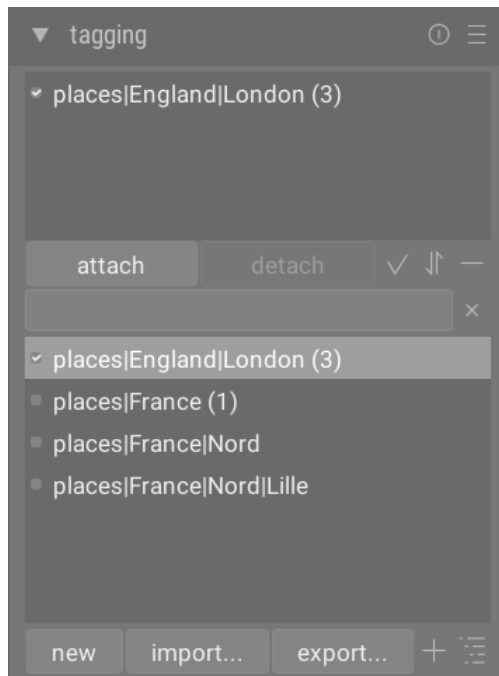 tagging
places|England|London (3)
attach detach
places|England|London (3)
places|France (1)
places|France|Nord
places|France|Nord|Lille
new import... export...